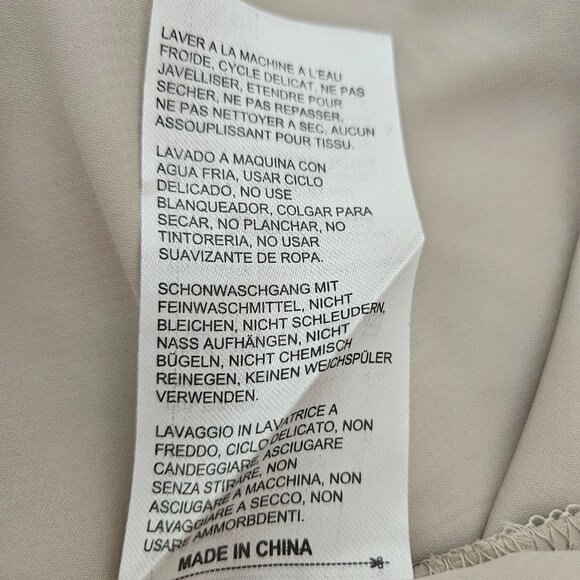 LAVER A LA MACHINE A L'EAU
FROIDE, CYCLE DELICAT, NE PAS
JAVELLISER, ETENDRE POUR
SECHER, NE PAS REPASSER,
NE PAS NETTOYER A SEC, AUCUN
ASSOUPLISSANT POUR TISSU.
LAVADO A MAQUINA CON
AGUA FRIA, USAR CICLO
DELICADO, NO USE
BLANQUEADOR, COLGAR PARA
SECAR, NO PLANCHAR, NO
TINTORERIA, NO USAR
SUAVIZANTE DE ROPA.
SCHONWASCHGANG MIT
FEINWASCHMITTEL, NICHT
BLEICHEN, NICHT SCHLEUDERN,
NASS AUFHÄNGEN, NICHT
BÜGELN, NICHT CHEMISCH
REINEGEN, KEINEN WEICHSPÜLER
VERWENDEN.
LAVAGGIO IN LAVATRICE A
FREDDO, CICLO DELICATO, NON
CANDEGGIARE, ASCIUGARE
SENZA STIRARE, NON
ASCIUGARE A MACCHINA, NON
LAVAGGIARE A SECCO, NON
USARE AMMORBDENTI.
MADE IN CHINA